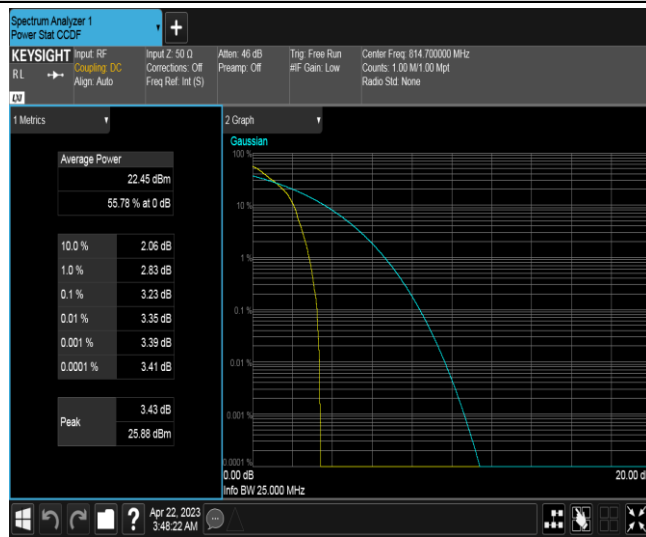 Spectrum Analyzer 1
Power Stat CCDF
+
KEYSIGHT
RL
LXI
Input: RF
Coupling: DC
Align: Auto
Input Z: 50 Ω
Corrections: Off
Freq Ref: Int (S)
Atten: 46 dB
Preamp: Off
Trig: Free Run
#IF Gain: Low
Center Freq: 814.700000 MHz
Counts: 1.00 M/1.00 Mpt
Radio Std: None
1 Metrics
Average Power
22.45 dBm
55.78 % at 0 dB
10.0 % 2.06 dB
1.0 % 2.83 dB
0.1 % 3.23 dB
0.01 % 3.35 dB
0.001 % 3.39 dB
0.0001 % 3.41 dB
Peak
3.43 dB
25.88 dBm
2 Graph
Gaussian
100 %
10 %
1 %
0.1 %
0.01 %
0.001 %
0.0001 %
0.00 dB
20.00 d
Info BW 25.000 MHz
?
Apr 22, 2023
3:48:22 AM